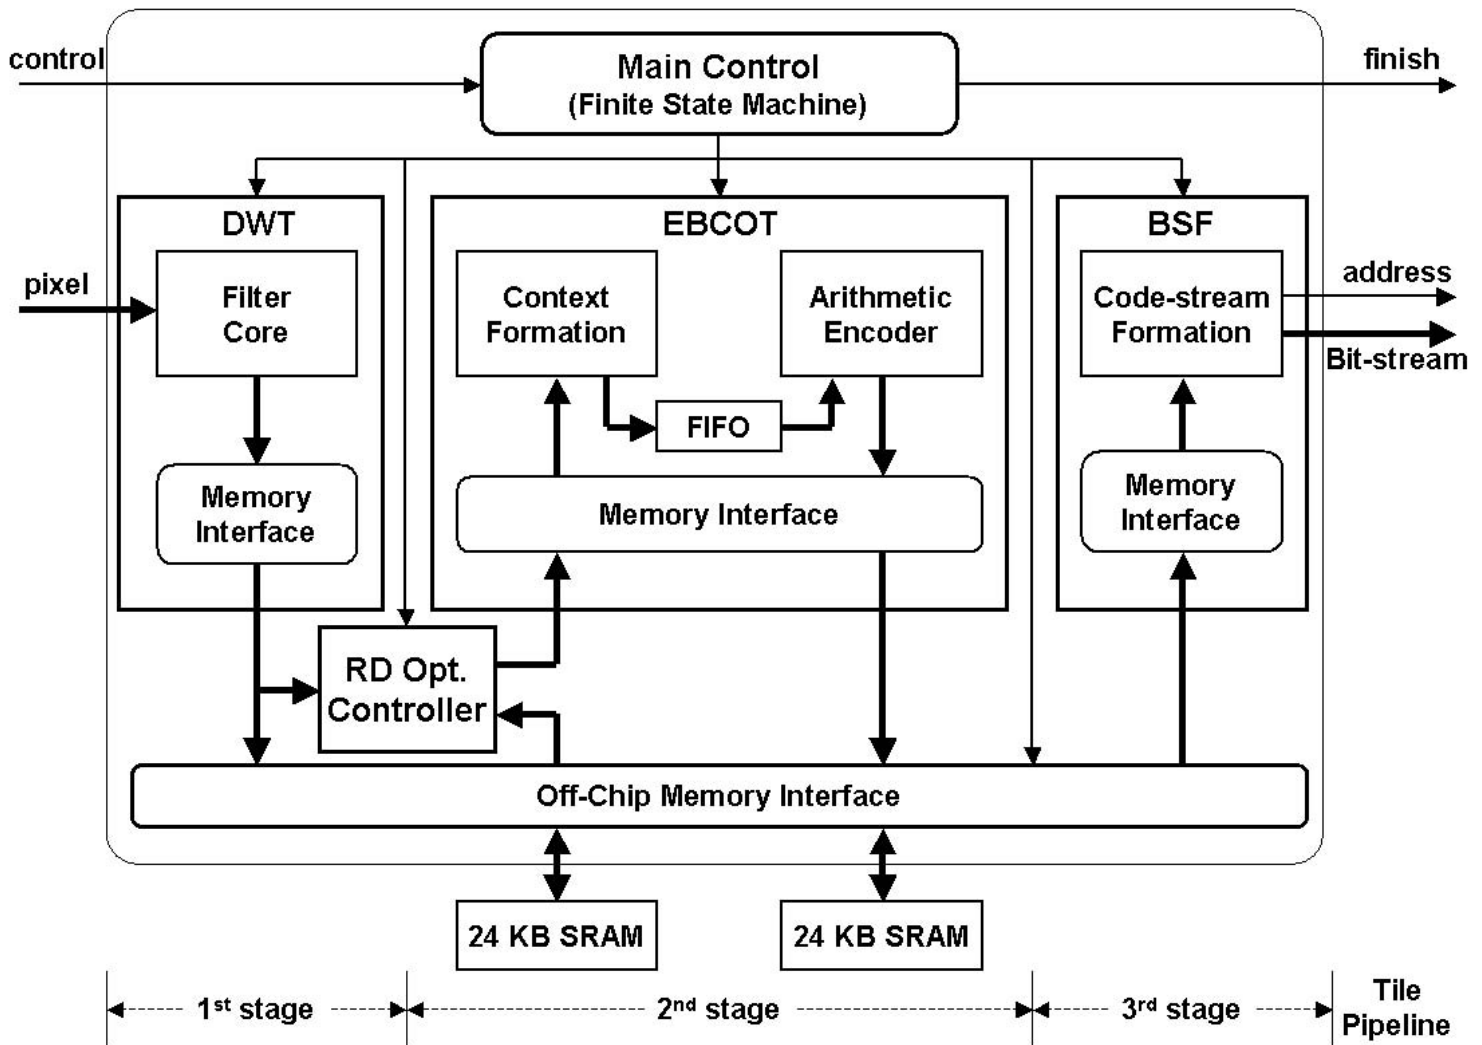 control
Main Control
(Finite State Machine)
finish
DWT
EBCOT
BSF
pixel
Filter
Core
Context
Formation
Arithmetic
Encoder
Code-stream
Formation
address
Bit-stream
FIFO
Memory
Interface
Memory Interface
Memory
Interface
RD Opt.
Controller
Off-Chip Memory Interface
24 KB SRAM
24 KB SRAM
1st stage
2nd stage
3rd stage
Tile
Pipeline